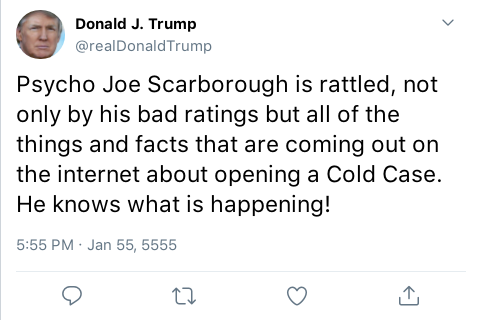 Donald J. Trump
@realDonaldTrump
Psycho Joe Scarborough is rattled, not
only by his bad ratings but all of the
things and facts that are coming out on
the internet about opening a Cold Case.
He knows what is happening!
5:55 PM · Jan 55, 5555